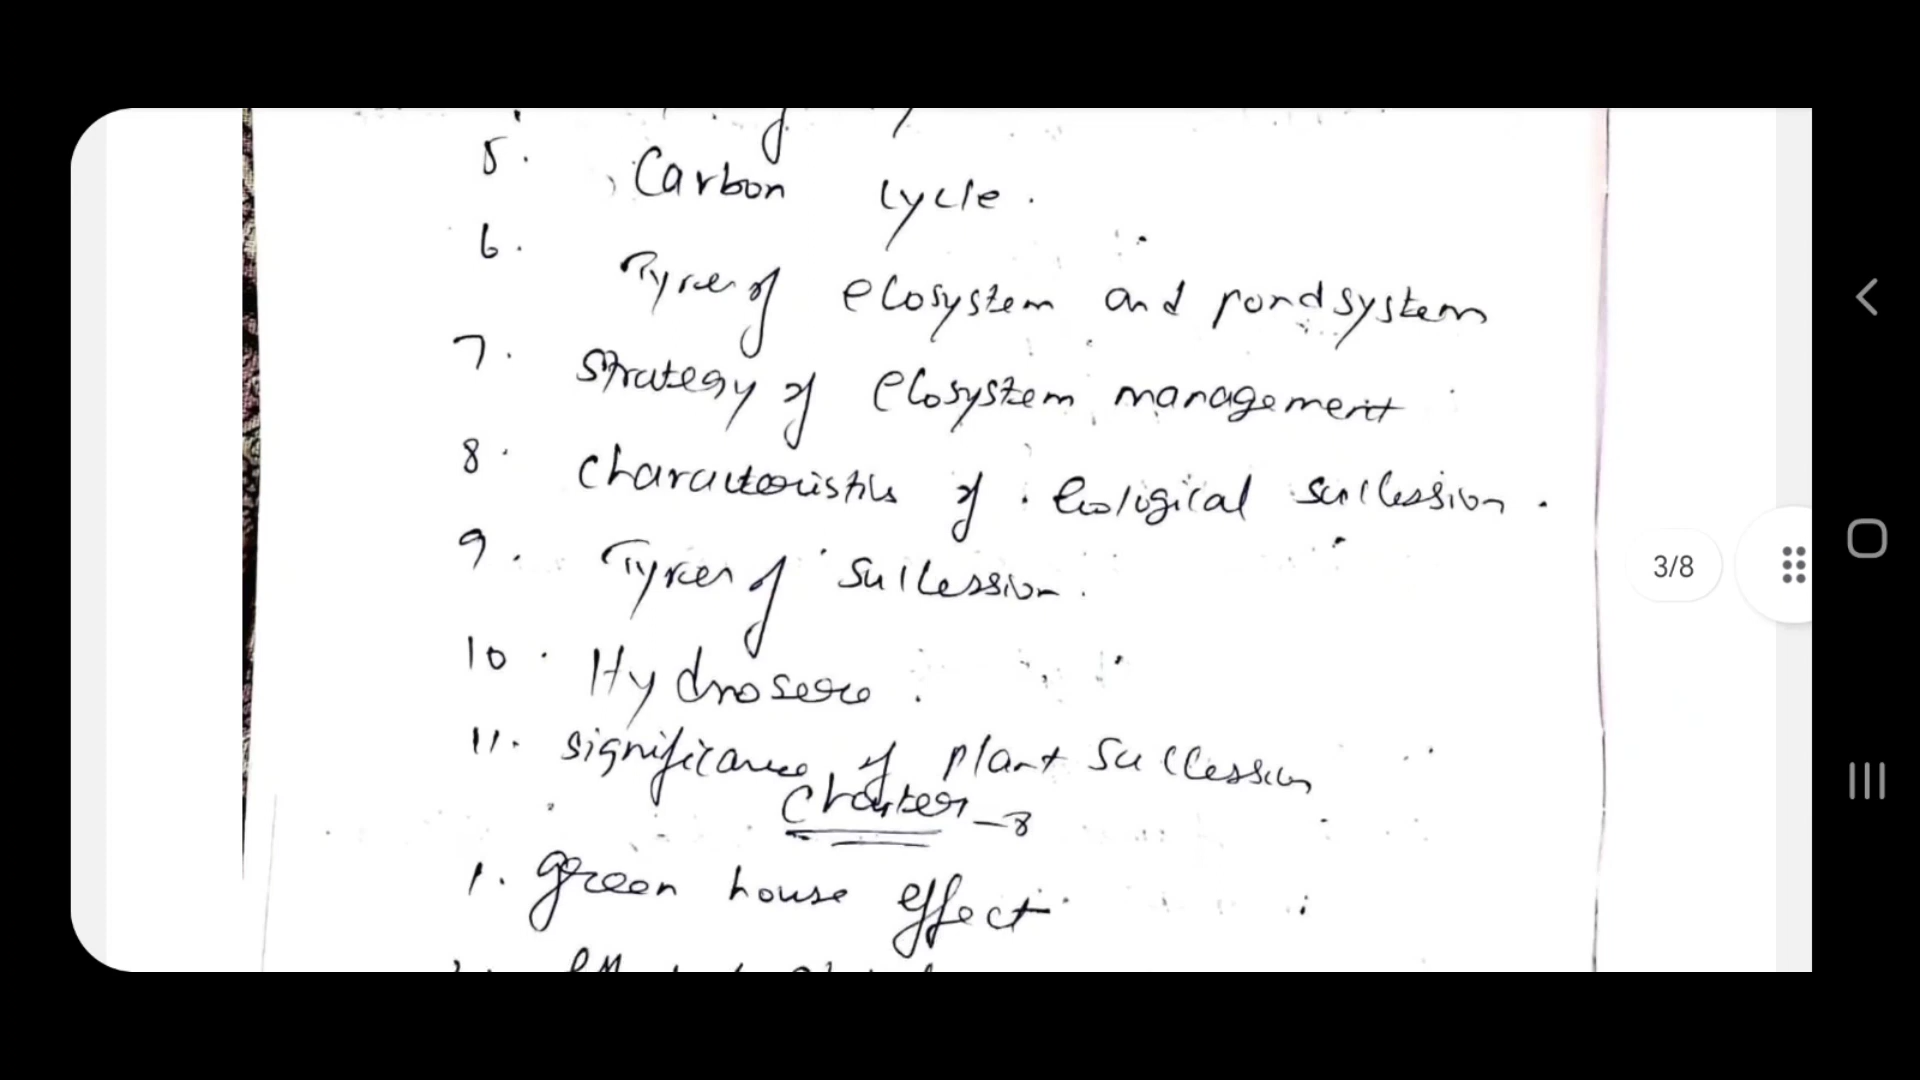 5. Carbon cycle.
6. Types of ecosystem and pond system
7. Strategy of ecosystem management
8. Characteristics of Ecological succession.
9. Types of succession.
10. Hydrosere.
11. significance of plant succession
Chapter-8
3/8
1. green house effect